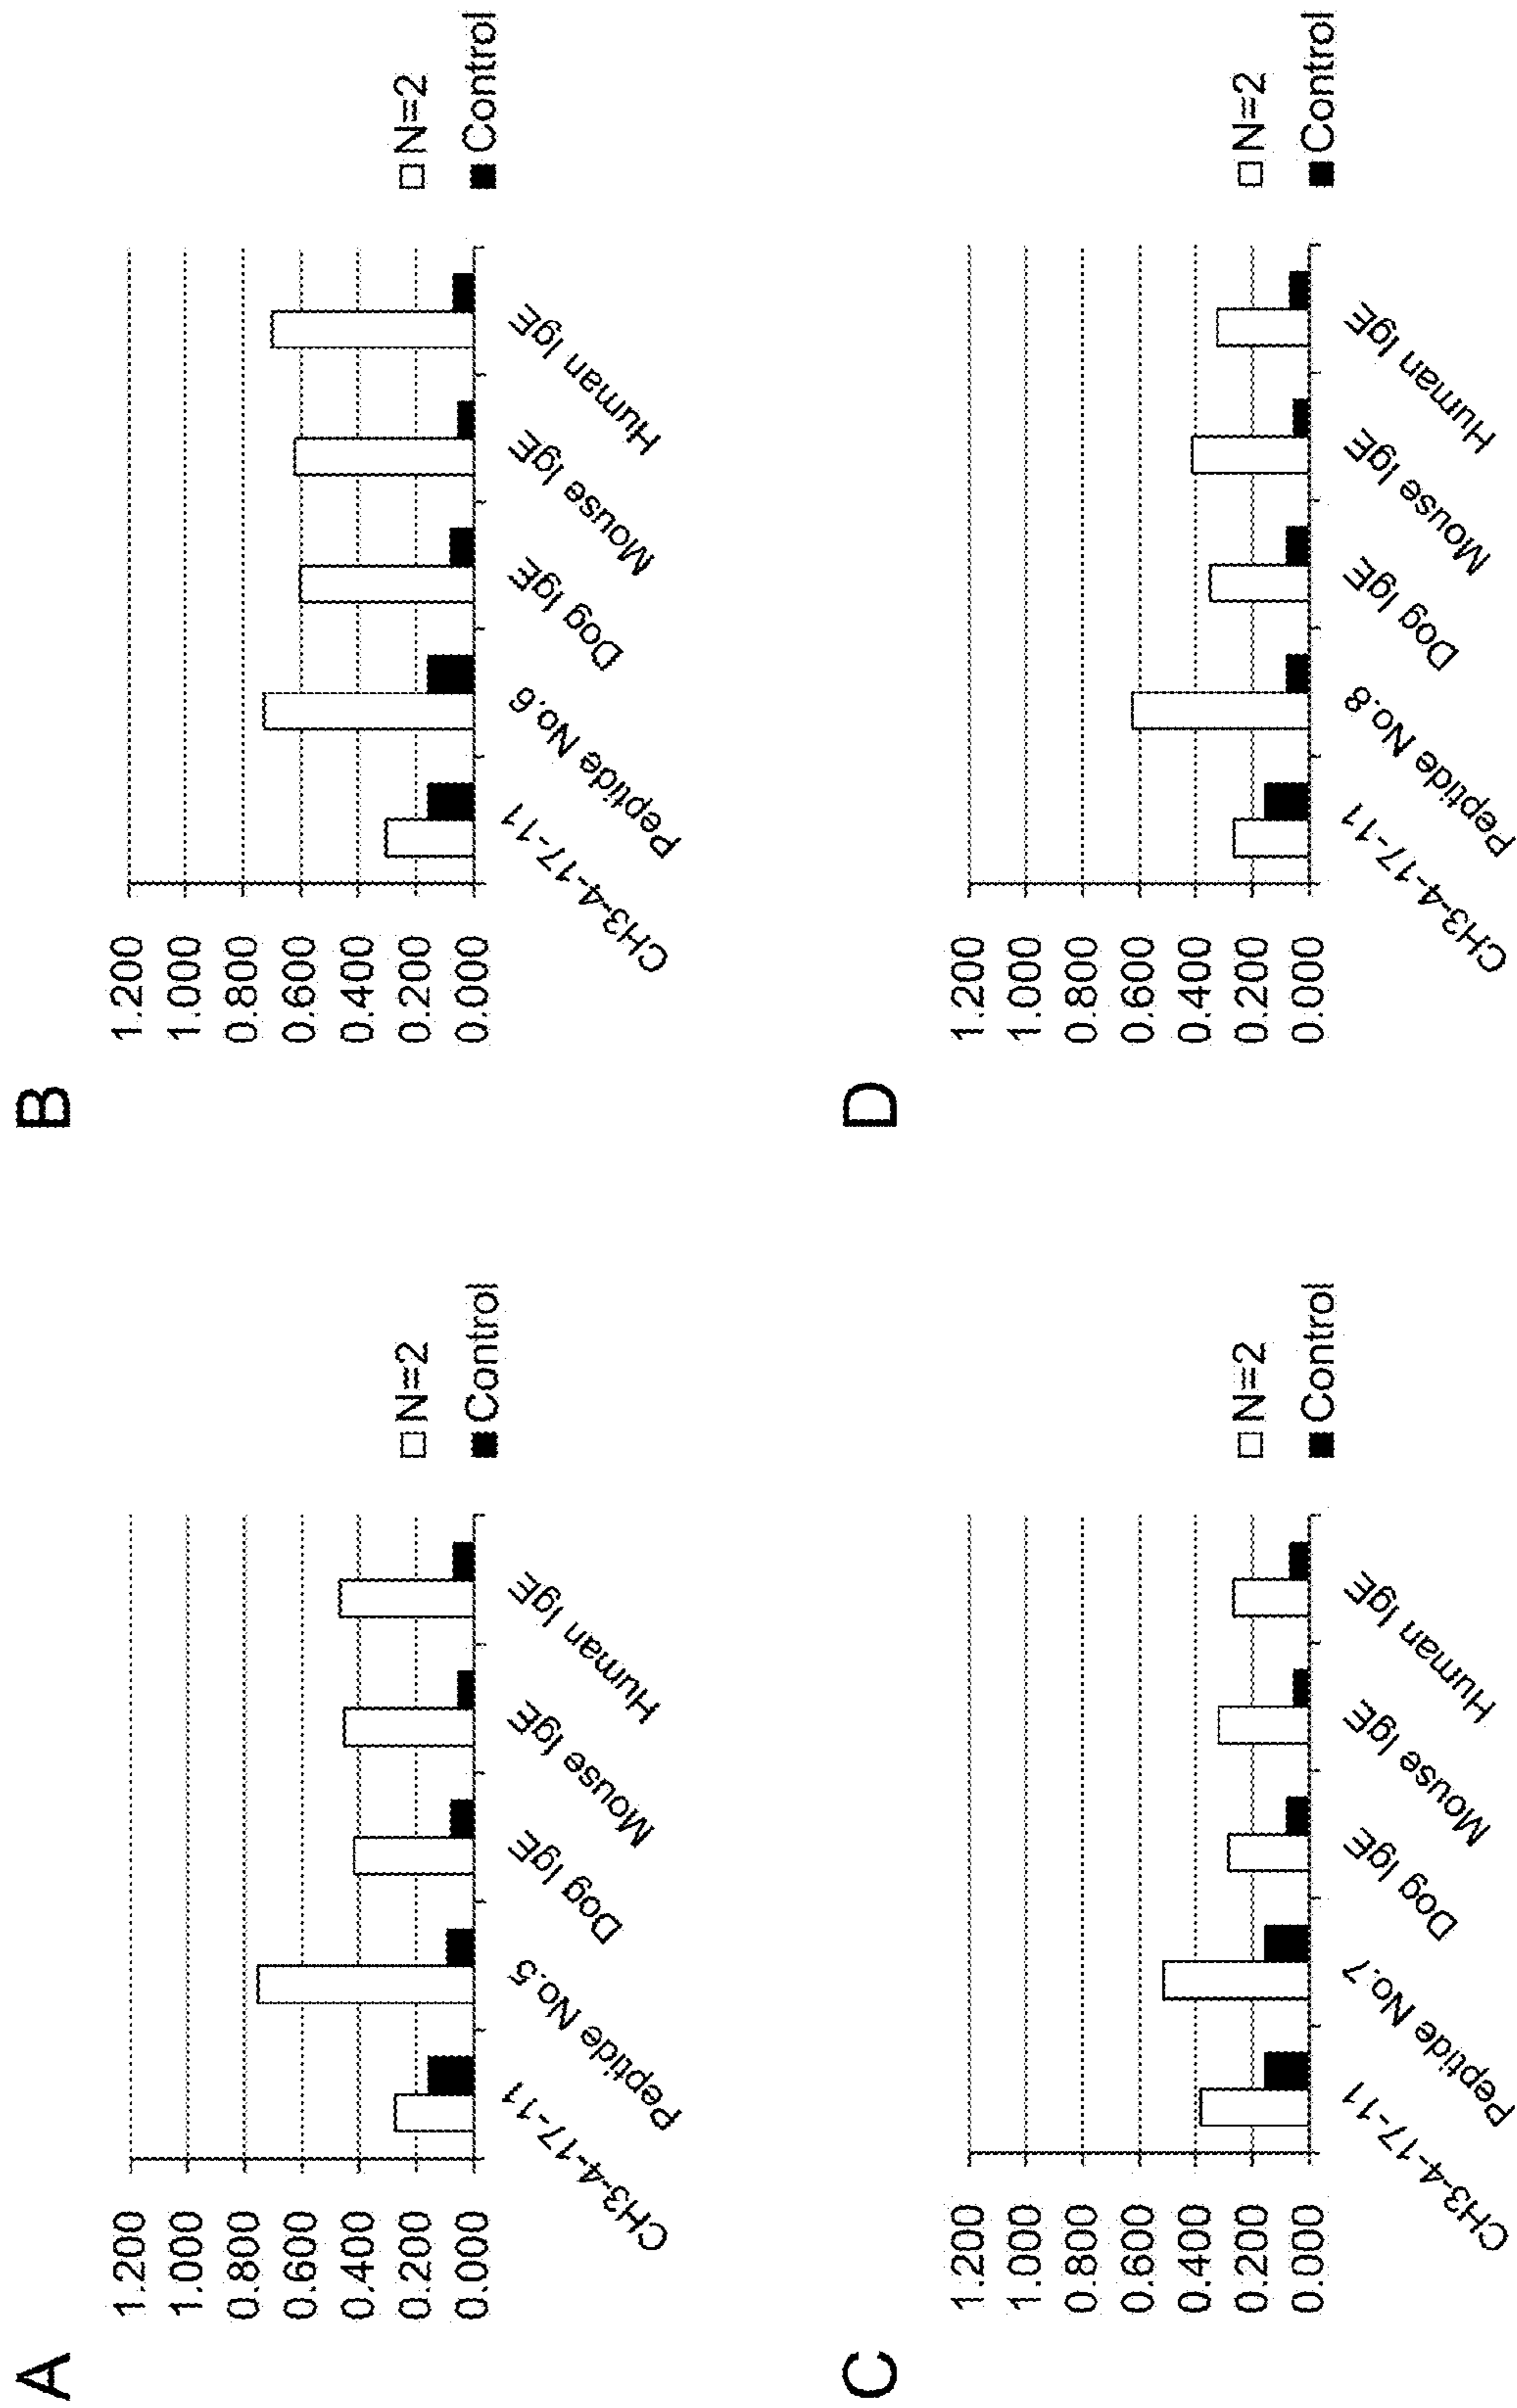 A
1.200
1.000
0.800
0.600
0.400
0.200
0.000
CH3-4-17-11
Peptide No.5
Dog IgE
Mouse IgE
Human IgE
N=2
Control
B
1.200
1.000
0.800
0.600
0.400
0.200
0.000
CH3-4-17-11
Peptide No.6
Dog IgE
Mouse IgE
Human IgE
N=2
Control
C
1.200
1.000
0.800
0.600
0.400
0.200
0.000
CH3-4-17-11
Peptide No.7
Dog IgE
Mouse IgE
Human IgE
N=2
Control
D
1.200
1.000
0.800
0.600
0.400
0.200
0.000
CH3-4-17-11
Peptide No.8
Dog IgE
Mouse IgE
Human IgE
N=2
Control